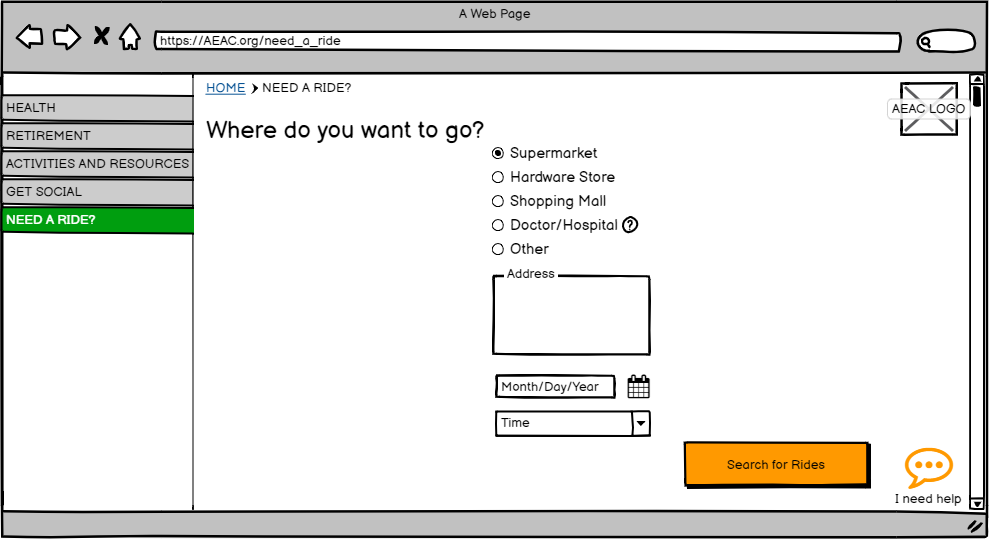 A Web Page
https://AEAC.org/need_a_ride
HOME NEED A RIDE?
AEAC LOGO
HEALTH
RETIREMENT
ACTIVITIES AND RESOURCES
GET SOCIAL
NEED A RIDE?
Where do you want to go?
Supermarket
Hardware Store
Shopping Mall
Doctor/Hospital ?
Other
Address
Month/Day/Year
Time
Search for Rides
I need help